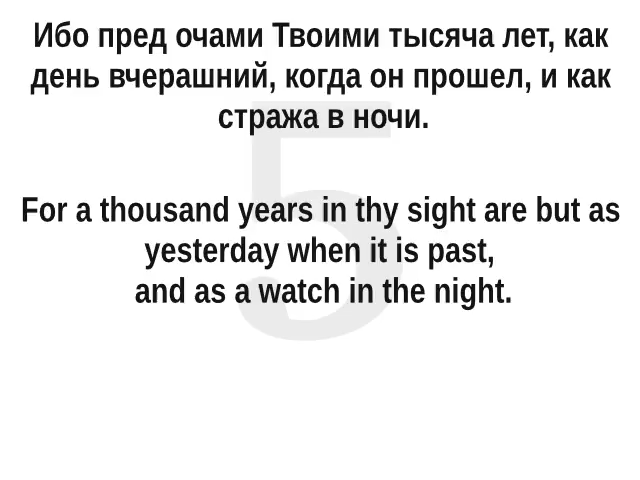 Ибо пред очами Твоими тысяча лет, как
день вчерашний, когда он прошел, и как
стража в ночи.
For a thousand years in thy sight are but as
yesterday when it is past,
and as a watch in the night.
5